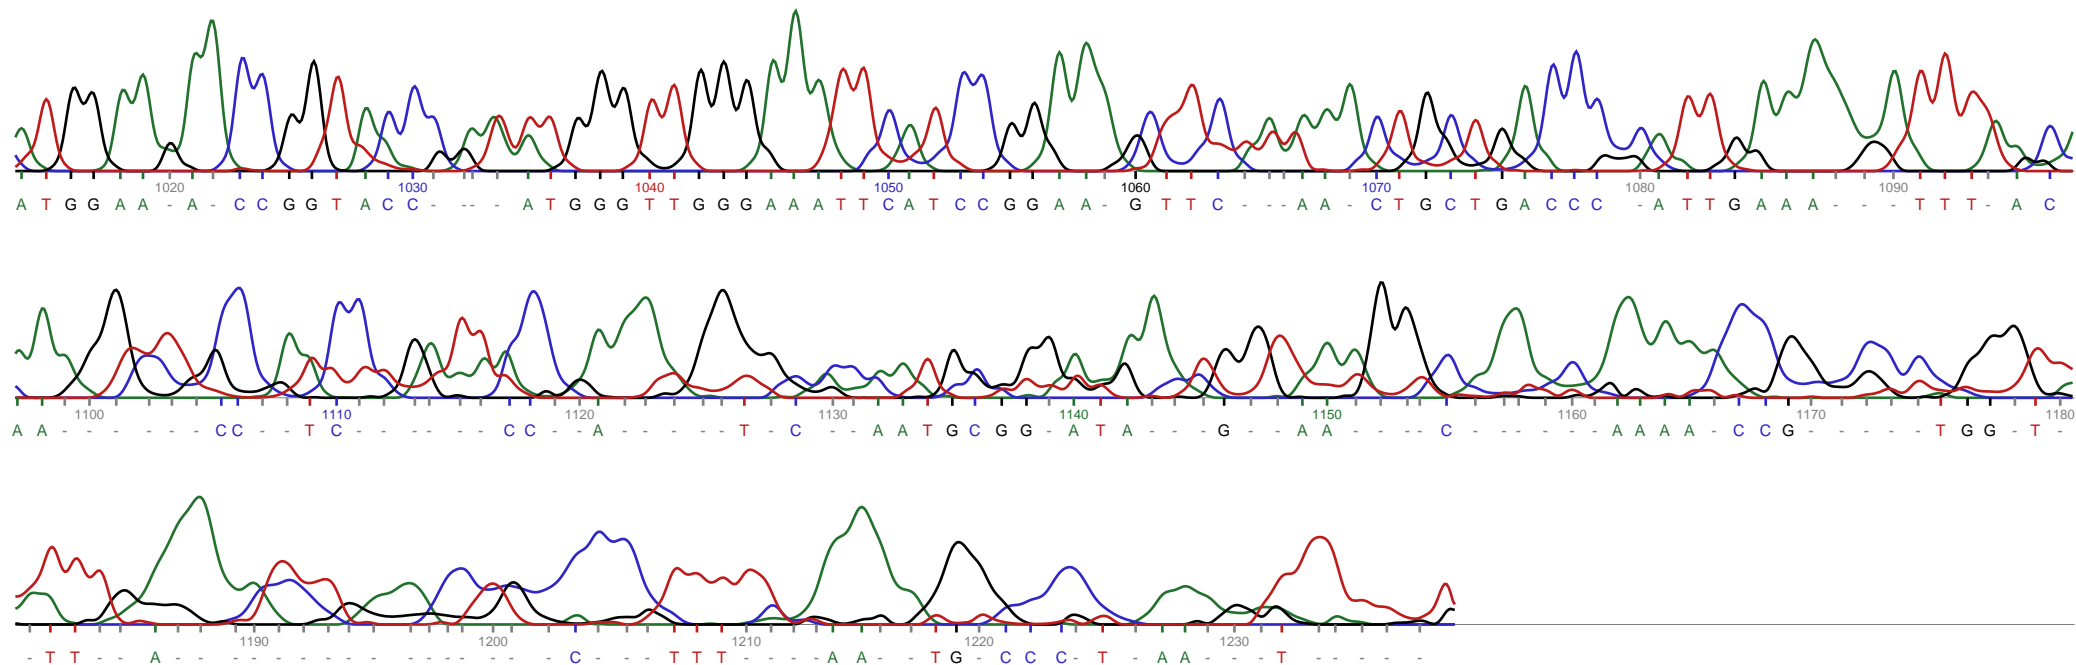 1020 1030 1040 1050 1060 1070 1080 1090
A T G G A A - A - C C G G T A C C - - - - A T G G G T T G G G A A A T T C A T C C G G A A - G T T C - - - A A - C T G C T G A C C C - A T T G A A A - - - - T T T - A C
1100 1110 1120 1130 1140 1150 1160 1170 1180
A A - - - - - - - C C - - T C - - - - - - C C - - A - - - - - T - C - - - A A T G C G G - A T A - - - G - - A A - - - - C - - - - - - A A A A - C C G - - - - - T G G - T -
1190 1200 1210 1220 1230
- T T - - A - - - - - - - - - - - - - - - C - - - T T T - - - - A A - - T G - C C C - T - A A - - - T - - - - -